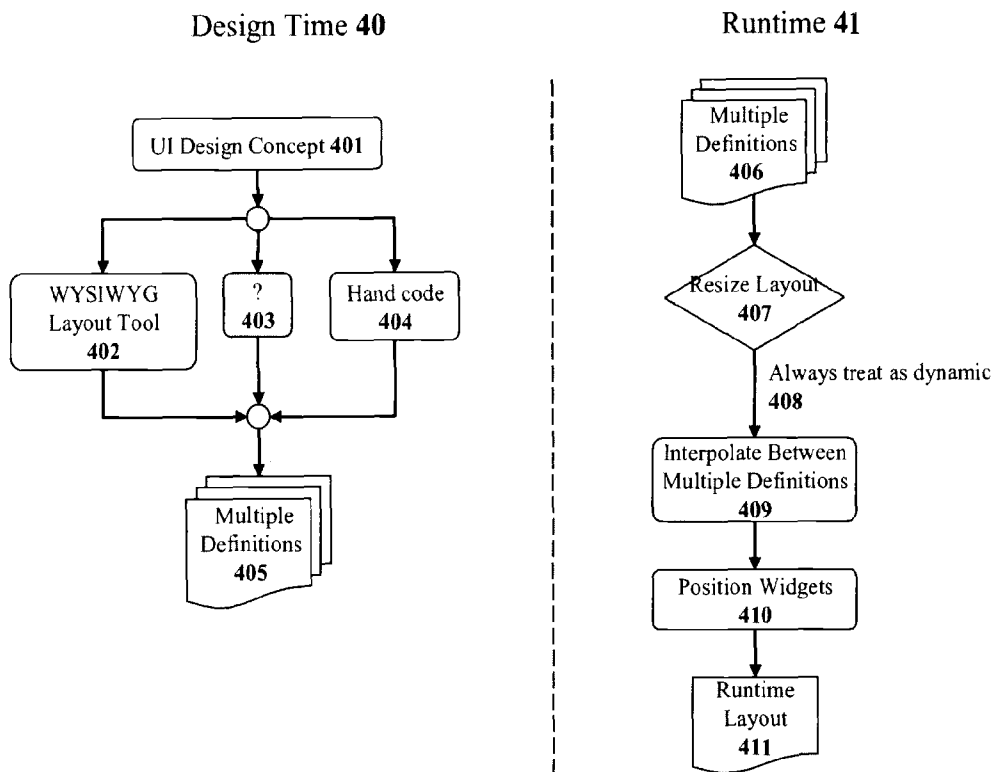 Design Time 40
UI Design Concept 401
WYSIWYG
Layout Tool
402
?
403
Hand code
404
Multiple
Definitions
405
Runtime 41
Multiple
Definitions
406
Resize Layout
407
Always treat as dynamic
408
Interpolate Between
Multiple Definitions
409
Position Widgets
410
Runtime
Layout
411